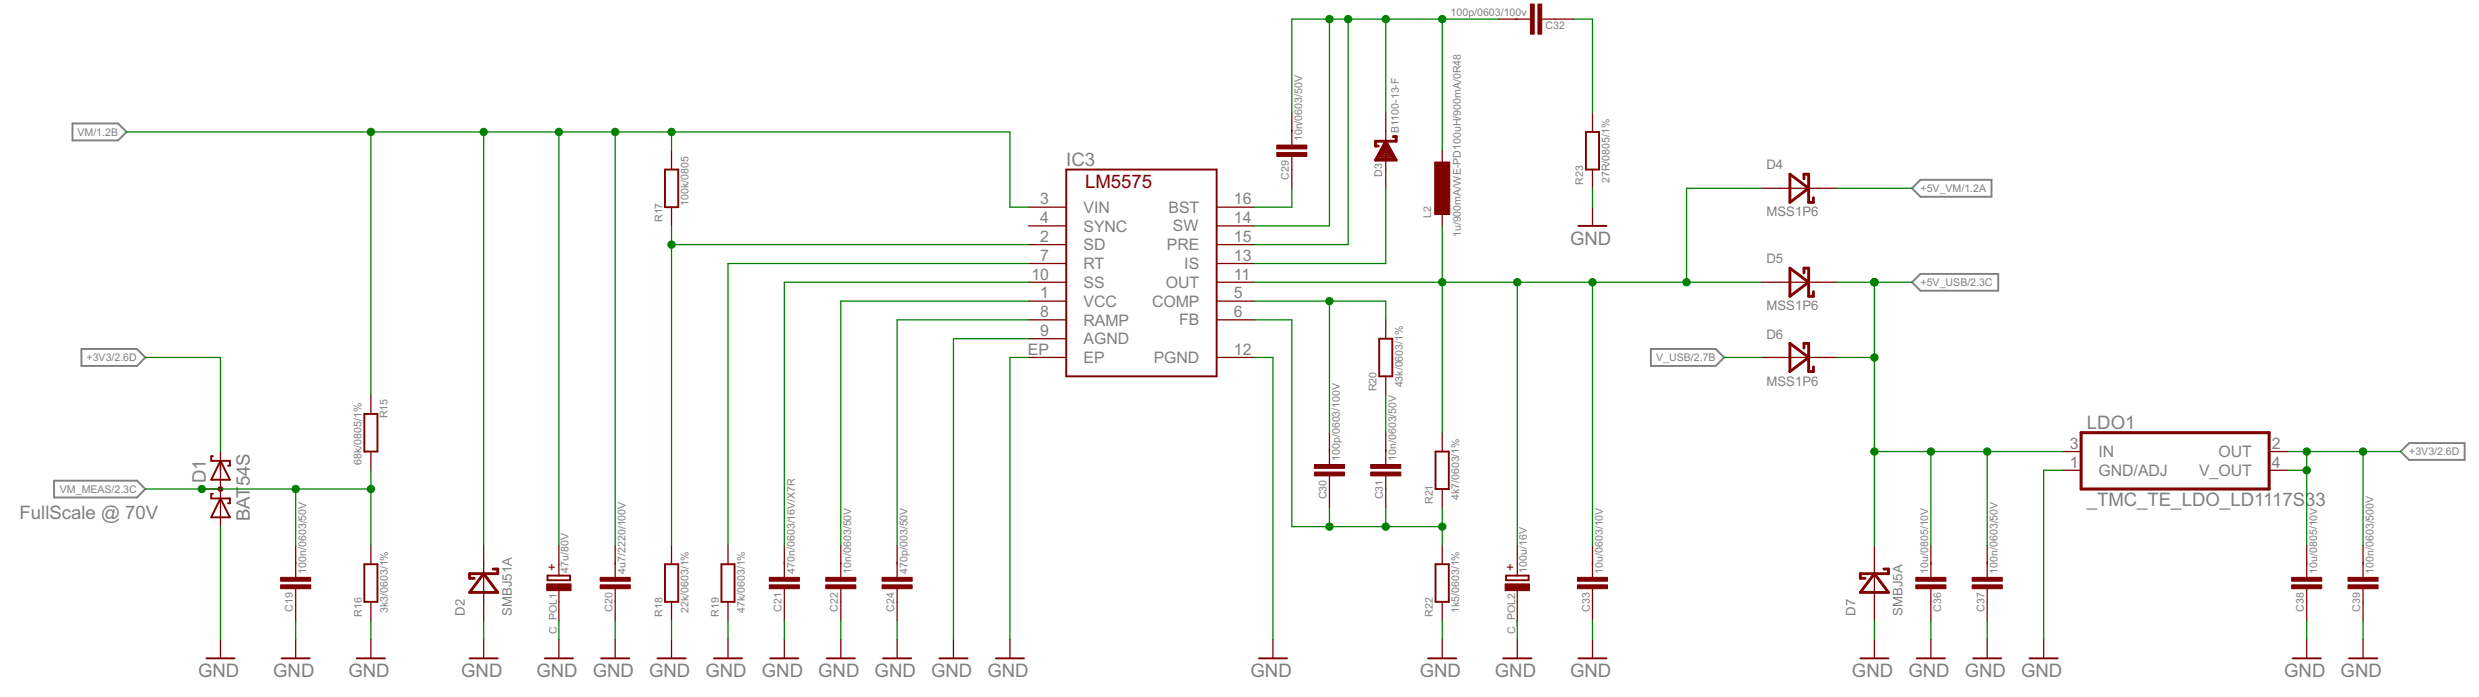 100p/0603/100v
C32
VM/1.2B
10n/0603/50V
C29
B1100-13-F
D3
1u/900mA/WE-PD100uH/900mA/0R48
L2
27R/0805/1%
R23
GND
100k/0805
R17
IC3
LM5575
3 VIN
4 SYNC
2 SD
7 RT
10 SS
1 VCC
8 RAMP
9 AGND
EP EP
BST 16
SW 14
PRE 15
IS 13
OUT 11
COMP 5
FB 6
PGND 12
D4
MSS1P6
+5V_VM/1.2A
D5
MSS1P6
+5V_USB/2.3C
D6
MSS1P6
V_USB/2.7B
+3V3/2.6D
68k/0805/1%
R15
D1
BAT54S
VM_MEAS/2.3C
FullScale @ 70V
100n/0603/50V
C19
3k3/0603/1%
R16
D2
SMBJ51A
+
47u/80V
C_POL1
4u7/2220/100V
C20
22k/0603/1%
R18
47k/0603/1%
R19
470n/0603/16V/X7R
C21
10n/0603/50V
C22
470p/003/50V
C24
43k/0603/1%
R20
100p/0603/100V
C30
10n/0603/50V
C31
4k7/0603/1%
R21
1k5/0603/1%
R22
+
100u/16V
C_POL2
10u/0603/10V
C33
LDO1
3 IN
1 GND/ADJ
OUT 2
V_OUT 4
_TMC_TE_LDO_LD1117S33
+3V3/2.6D
D7
SMBJ5A
10u/0805/10V
C36
100n/0603/50V
C37
10u/0805/10V
C38
100n/0603/500V
C39
GND GND GND GND GND GND GND GND GND GND GND GND GND GND GND GND GND GND GND GND GND GND